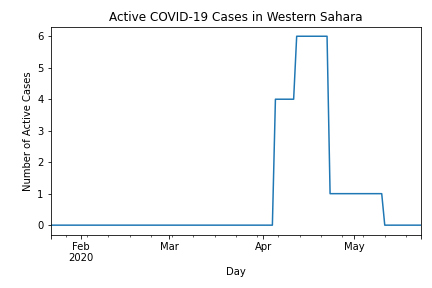 Active COVID-19 Cases in Western Sahara
6
5
4
3
2
1
0
Number of Active Cases
Feb
2020
Mar
Apr
May
Day